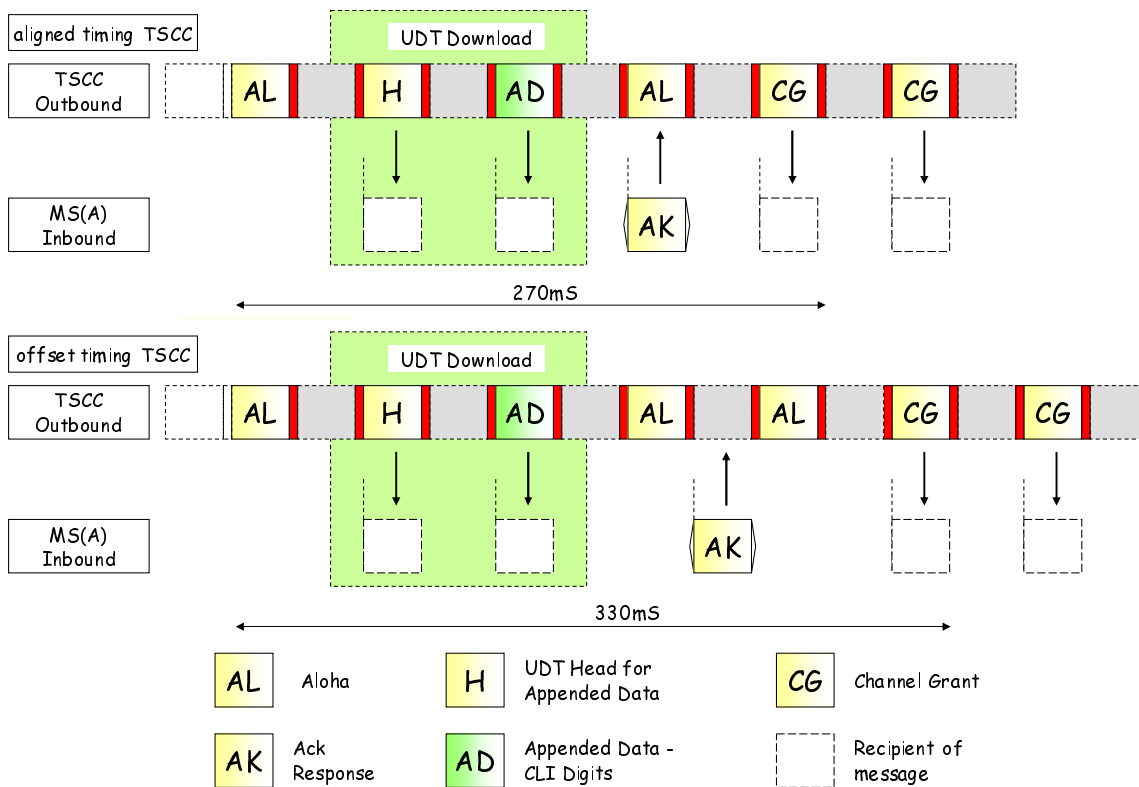 aligned timing TSCC
UDT Download
TSCC
Outbound
AL
H
AD
AL
CG
CG
MS(A)
Inbound
AK
270mS
offset timing TSCC
UDT Download
TSCC
Outbound
AL
H
AD
AL
AL
CG
CG
MS(A)
Inbound
AK
330mS
AL
Aloha
H
UDT Head for
Appended Data
CG
Channel Grant
AK
Ack
Response
AD
Appended Data -
CLI Digits
Recipient of
message